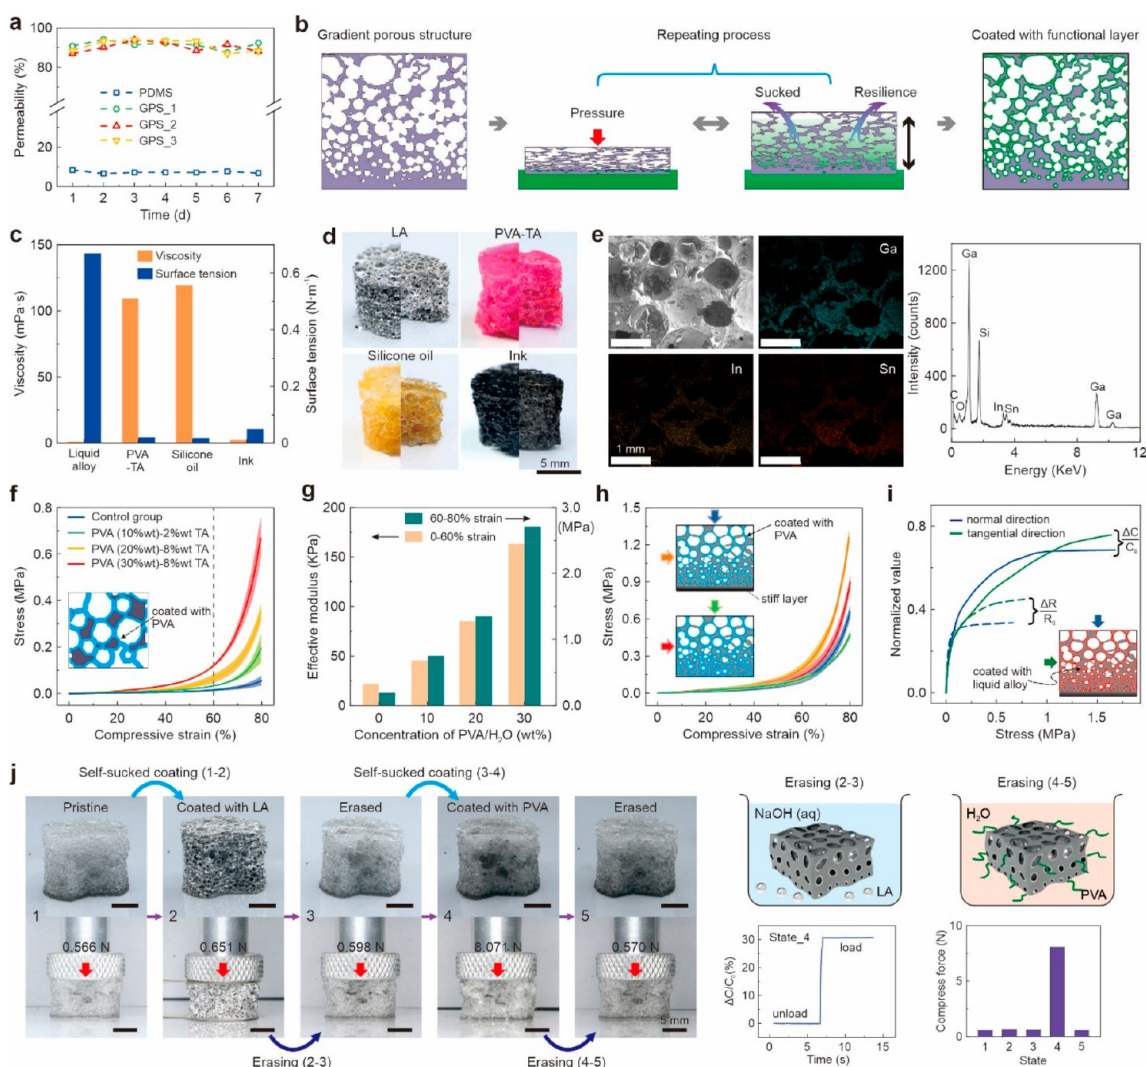 a
Permeability (%)
100
80
10
0
PDMS
GPS_1
GPS_2
GPS_3
1 2 3 4 5 6 7
Time (d)
b
Gradient porous structure
Repeating process
Coated with functional layer
Pressure
Sucked
Resilience
c
Viscosity (mPa·s)
150
100
50
0
Viscosity
Surface tension
0.6
0.4
0.2
0
Surface tension (N·m⁻¹)
Liquid alloy
PVA -TA
Silicone oil
Ink
d
LA
PVA-TA
Silicone oil
Ink
5 mm
e
Ga
In
Sn
1 mm
Intensity (counts)
1200
800
400
0
Ga
Si
C
O
In
Sn
Ga
Ga
0 4 8 12
Energy (KeV)
f
Stress (MPa)
0.8
0.6
0.4
0.2
0.0
Control group
PVA (10%wt)-2%wt TA
PVA (20%wt)-8%wt TA
PVA (30%wt)-8%wt TA
coated with
PVA
0 20 40 60 80
Compressive strain (%)
g
Effective modulus (KPa)
200
150
100
50
0
60-80% strain
0-60% strain
3.0
(MPa)
2.0
1.0
0.0
0 10 20 30
Concentration of PVA/H₂O (wt%)
h
Stress (MPa)
1.5
1.2
0.9
0.6
0.3
0.0
coated with
PVA
stiff layer
0 20 40 60 80
Compressive strain (%)
i
Normalized value
0.8
0.4
0.0
normal direction
tangential direction
ΔC
C₀
ΔR
R₀
coated with
liquid alloy
0.0 0.5 1.0 1.5
Stress (MPa)
j
Self-sucked coating (1-2)
Self-sucked coating (3-4)
Pristine
Coated with LA
Erased
Coated with PVA
Erased
1 2 3 4 5
0.566 N
0.651 N
0.598 N
8.071 N
0.570 N
5 mm
Erasing (2-3)
Erasing (4-5)
Erasing (2-3)
NaOH (aq)
LA
Erasing (4-5)
H₂O
PVA
ΔC/C₀(%)
30
20
10
0
State_4
load
unload
0 5 10 15
Time (s)
Compress force (N)
10
8
6
4
2
0
1 2 3 4 5
State